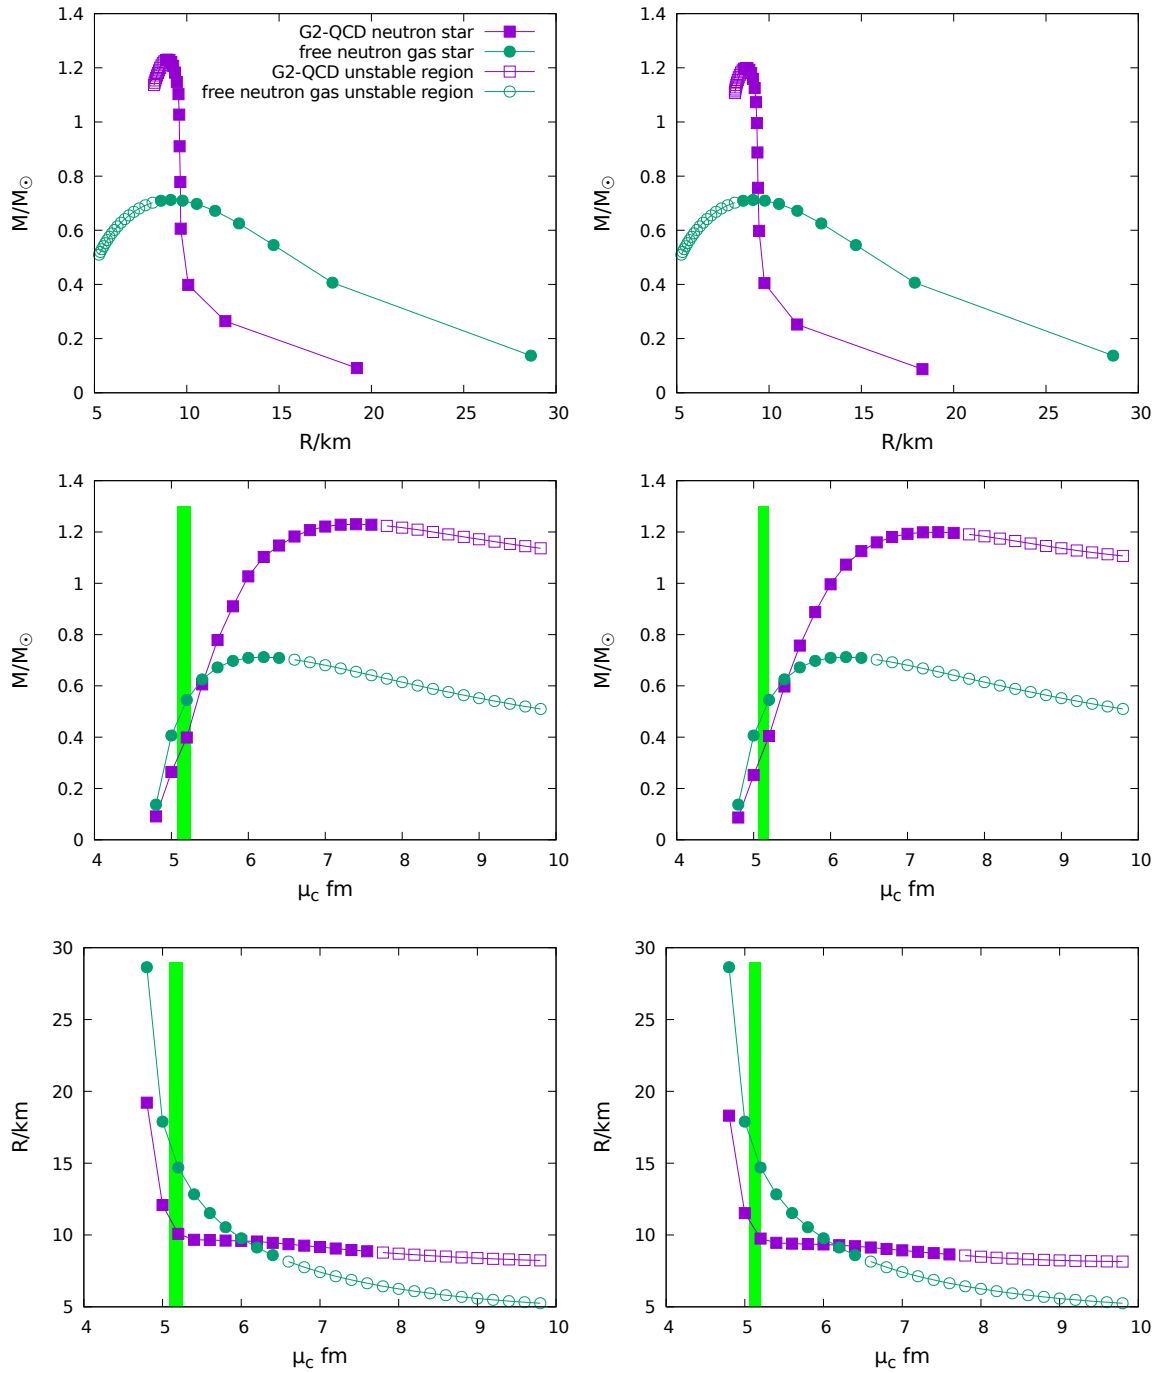 G2-QCD neutron star
free neutron gas star
G2-QCD unstable region
free neutron gas unstable region
M/M☉
0
0.2
0.4
0.6
0.8
1
1.2
1.4
5 10 15 20 25 30
R/km
M/M☉
0
0.2
0.4
0.6
0.8
1
1.2
1.4
5 10 15 20 25 30
R/km
M/M☉
0
0.2
0.4
0.6
0.8
1
1.2
1.4
4 5 6 7 8 9 10
μc fm
M/M☉
0
0.2
0.4
0.6
0.8
1
1.2
1.4
4 5 6 7 8 9 10
μc fm
R/km
5
10
15
20
25
30
4 5 6 7 8 9 10
μc fm
R/km
5
10
15
20
25
30
4 5 6 7 8 9 10
μc fm